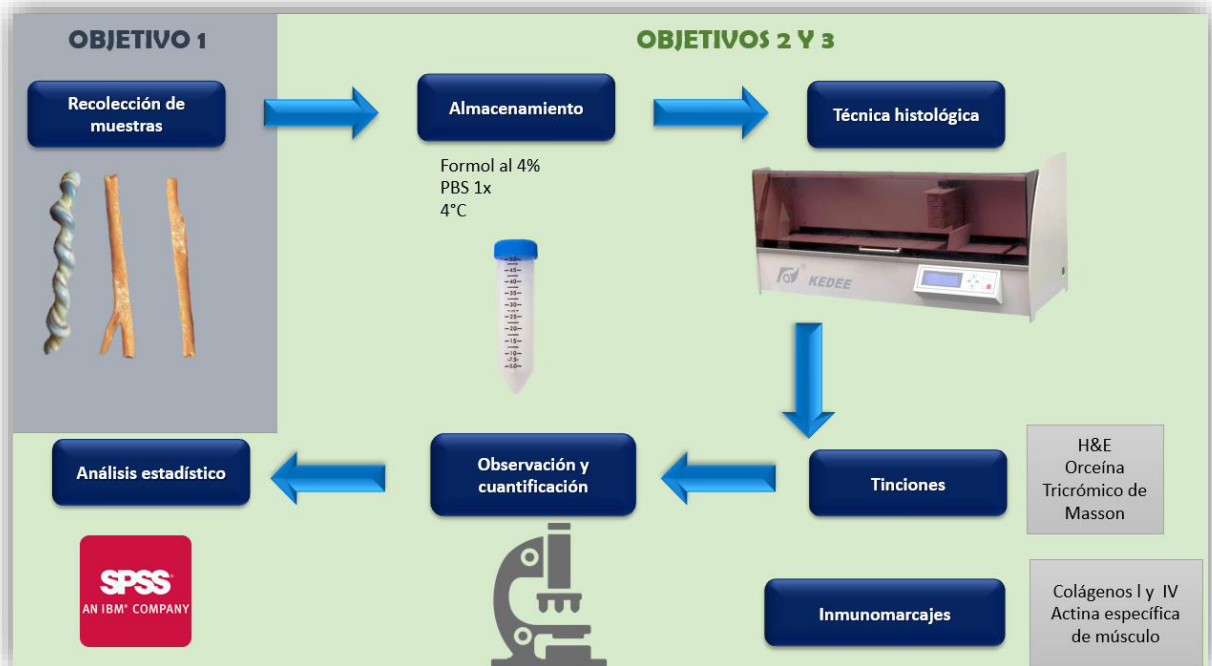 OBJETIVO 1
OBJETIVOS 2 Y 3
Recolección de
muestras
Almacenamiento
Técnica histológica
Formol al 4%
PBS 1x
4°C
KEDEE
Análisis estadístico
Observación y
cuantificación
Tinciones
H&E
Orceína
Tricrómico de
Masson
SPSS
AN IBM® COMPANY
Inmunomarcajes
Colágenos I y IV
Actina específica
de músculo